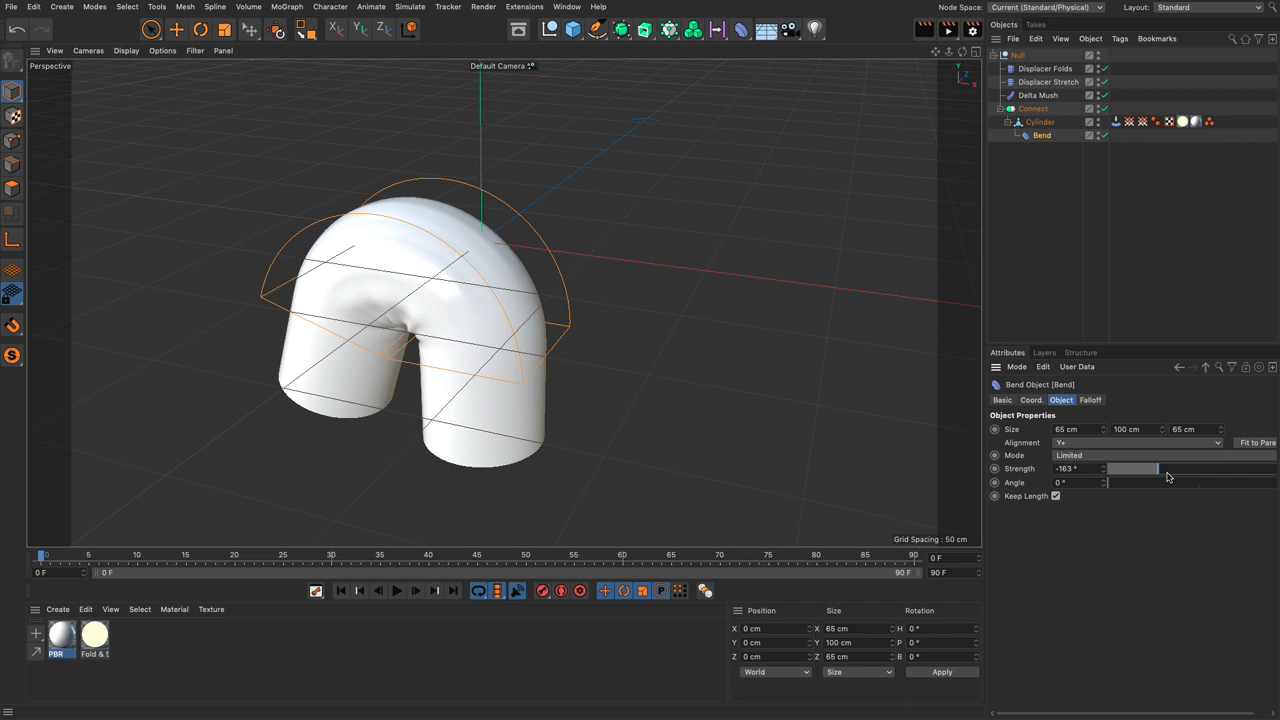 File Edit Create Modes Select Tools Mesh Spline Volume MoGraph Character Animate Simulate Tracker Render Extensions Window Help Node Space: Current (Standard/Physical) Layout: Standard
Objects Takes
File Edit View Object Tags Bookmarks
View Cameras Display Options Filter Panel
Perspective Default Camera Y Z X
Null
Displacer Folds
Displacer Stretch
Delta Mush
Connect
Cylinder
Bend
Attributes Layers Structure
Mode Edit User Data
Bend Object [Bend]
Basic Coord. Object Falloff
Object Properties
Size 65 cm 100 cm 65 cm
Alignment Y+ Fit to Pare
Mode Limited
Strength -163 °
Angle 0 °
Keep Length
Grid Spacing : 50 cm
0 5 10 15 20 25 30 35 40 45 50 55 60 65 70 75 80 85 90 0 F
0 F 0 F 90 F 90 F
Create Edit View Select Material Texture
PBR Fold & S
Position Size Rotation
X 0 cm X 65 cm H 0 °
Y 0 cm Y 100 cm P 0 °
Z 0 cm Z 65 cm B 0 °
World Size Apply